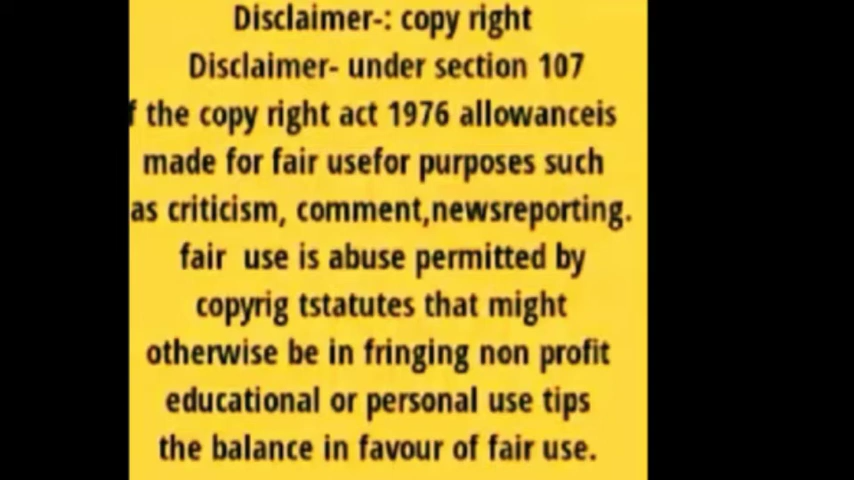 Disclaimer-: copy right
Disclaimer- under section 107
f the copy right act 1976 allowanceis
made for fair usefor purposes such
as criticism, comment,newsreporting.
fair use is abuse permitted by
copyrig tstatutes that might
otherwise be in fringing non profit
educational or personal use tips
the balance in favour of fair use.